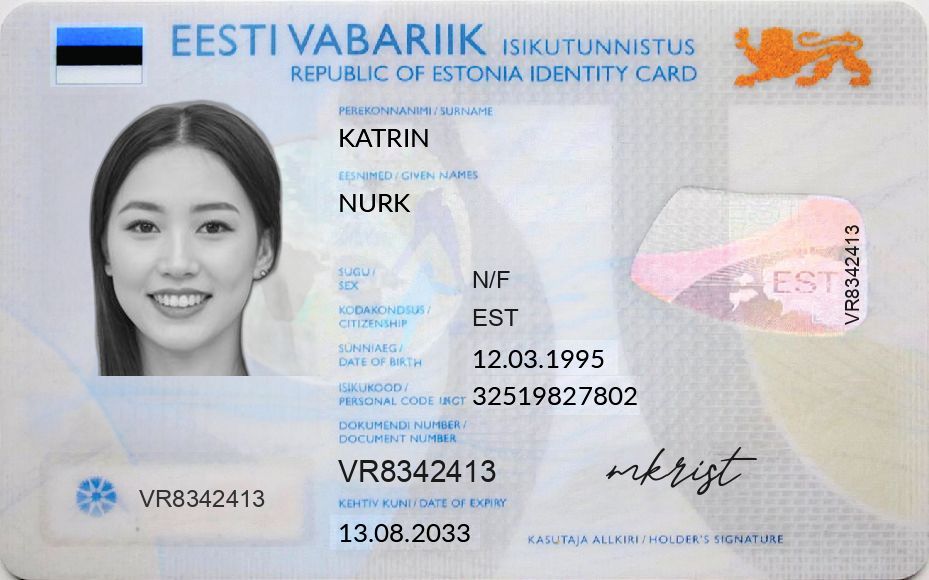 EESTI VABARIIK ISIKUTUNNISTUS
REPUBLIC OF ESTONIA IDENTITY CARD
PEREKONNANIMI / SURNAME
KATRIN
EESNIMED / GIVEN NAMES
NURK
SUGU / SEX
N/F
KODAKONDSUS / CITIZENSHIP
EST
SÜNNIAEG / DATE OF BIRTH
12.03.1995
ISIKUKOOD / PERSONAL CODE
32519827802
DOKUMENDI NUMBER / DOCUMENT NUMBER
VR8342413
KEHTIV KUNI / DATE OF EXPIRY
13.08.2033
VR8342413
EST
VR8342413
mkrist
KASUTAJA ALLKIRI / HOLDER'S SIGNATURE